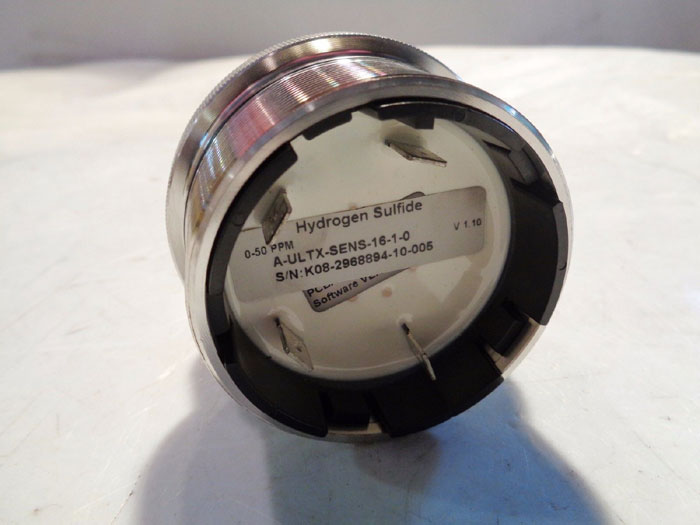 Hydrogen Sulfide
0-50 PPM
V 1.10
A-ULTX-SENS-16-1-0
S/N: K08-2968894-10-005
Software